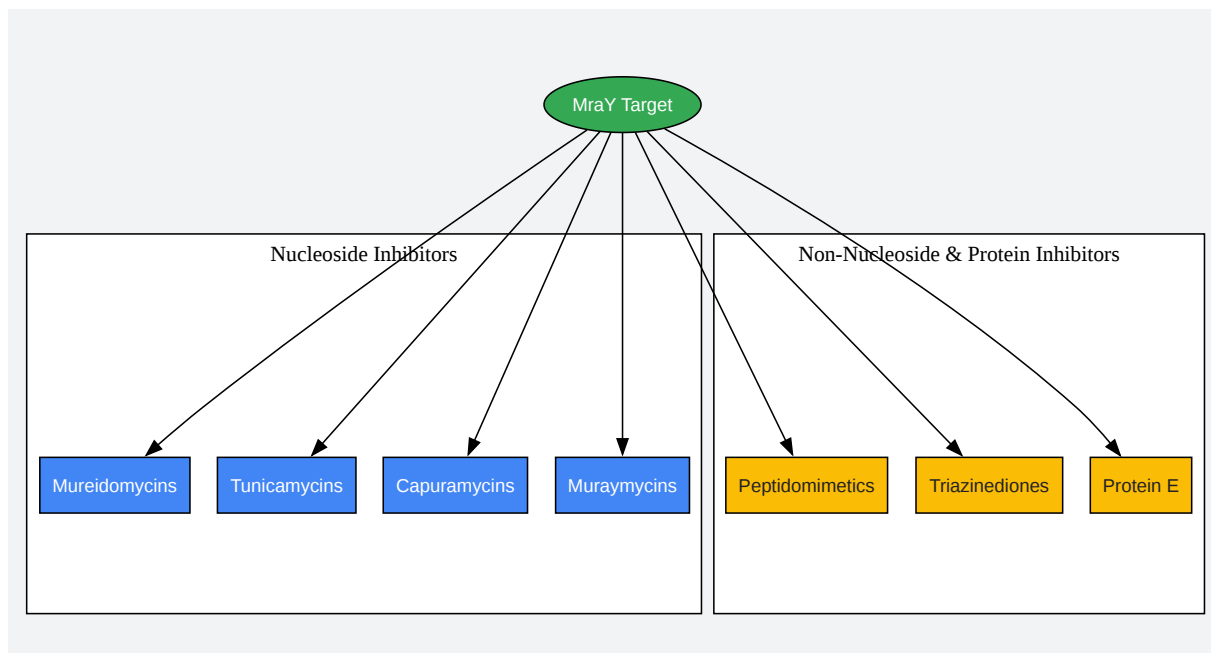 MraY Target
Nucleoside Inhibitors
Non-Nucleoside & Protein Inhibitors
Mureidomycins
Tunicamycins
Capuramycins
Muraymycins
Peptidomimetics
Triazinediones
Protein E